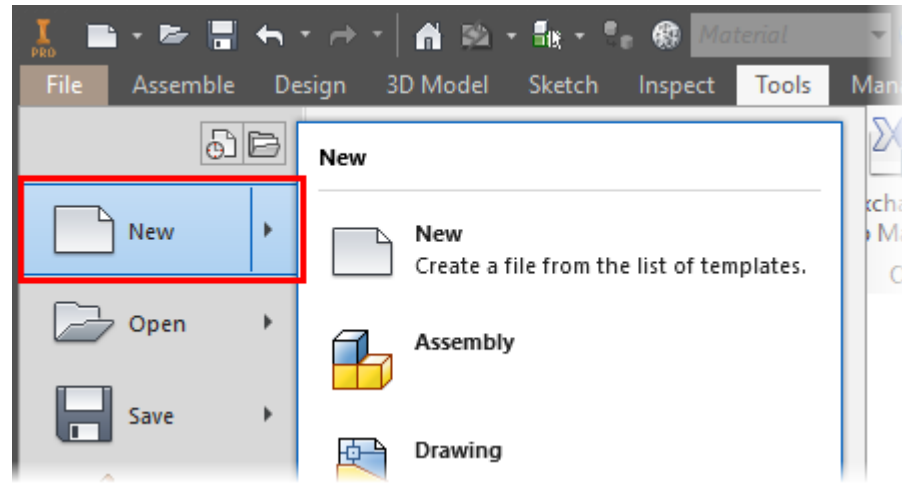 PRO
Material
File Assemble Design 3D Model Sketch Inspect Tools
New
New
New
Create a file from the list of templates.
Open
Assembly
Save
Drawing